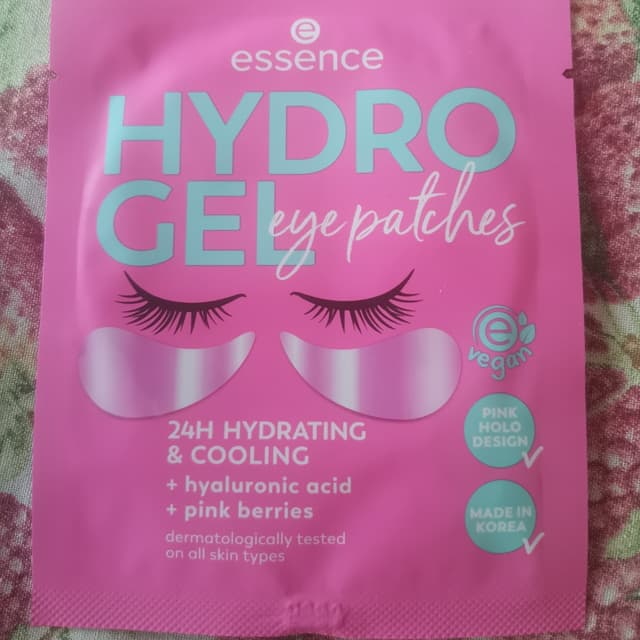 e
essence
HYDRO
GEL eye patches
e
vegan
24H HYDRATING
& COOLING
+ hyaluronic acid
+ pink berries
dermatologically tested
on all skin types
PINK
HOLO
DESIGN
MADE IN
KOREA